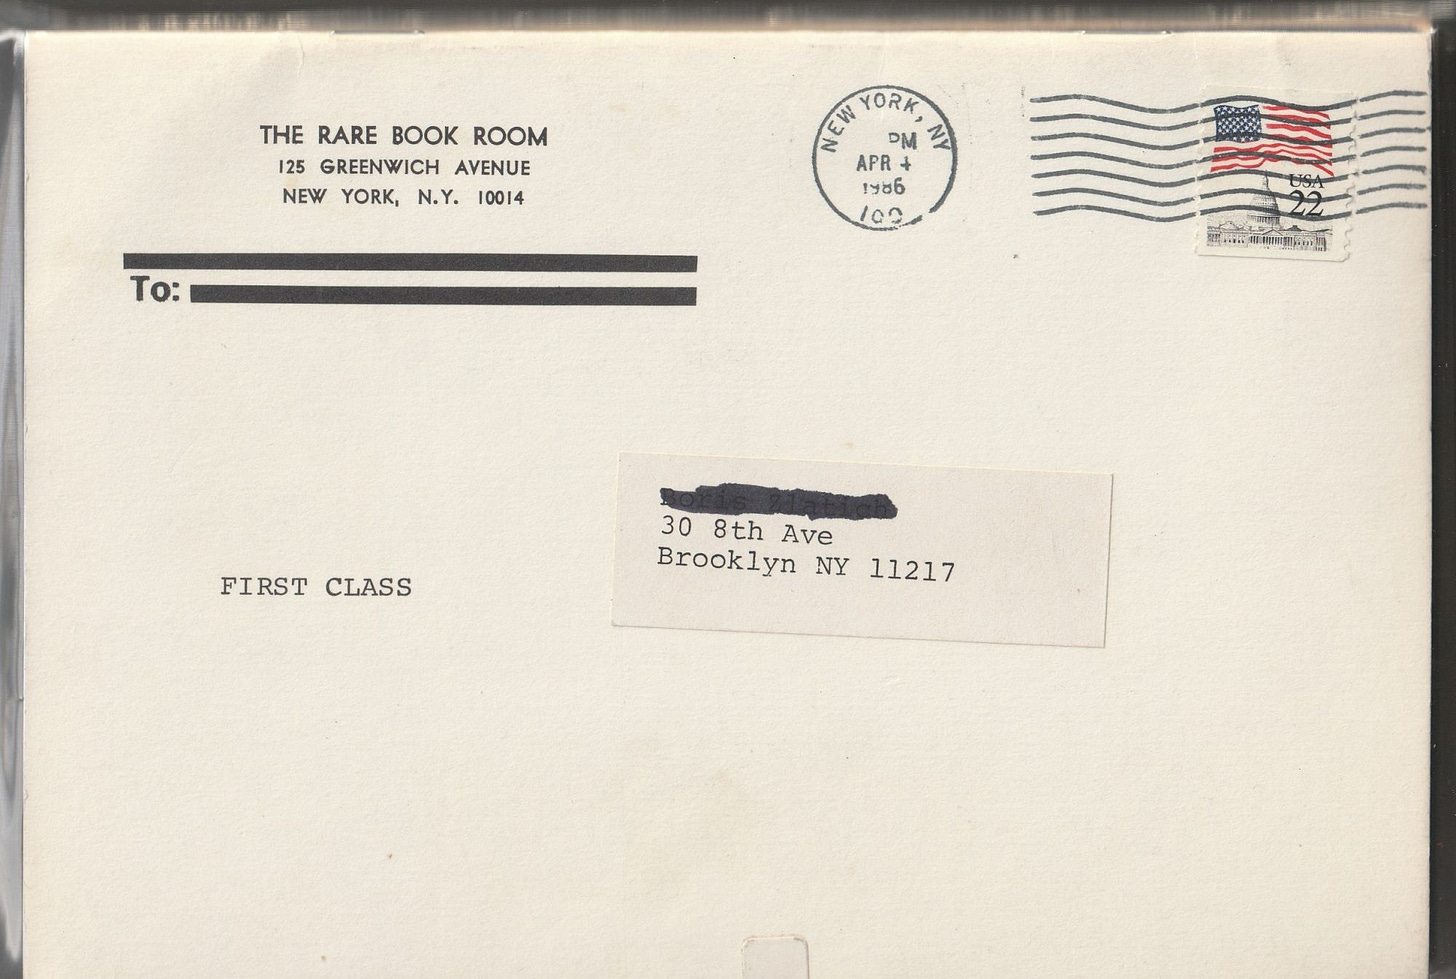 THE RARE BOOK ROOM
125 GREENWICH AVENUE
NEW YORK, N.Y. 10014
NEW YORK, NY
PM
APR 4
1986
100
USA
22
To:
30 8th Ave
Brooklyn NY 11217
FIRST CLASS